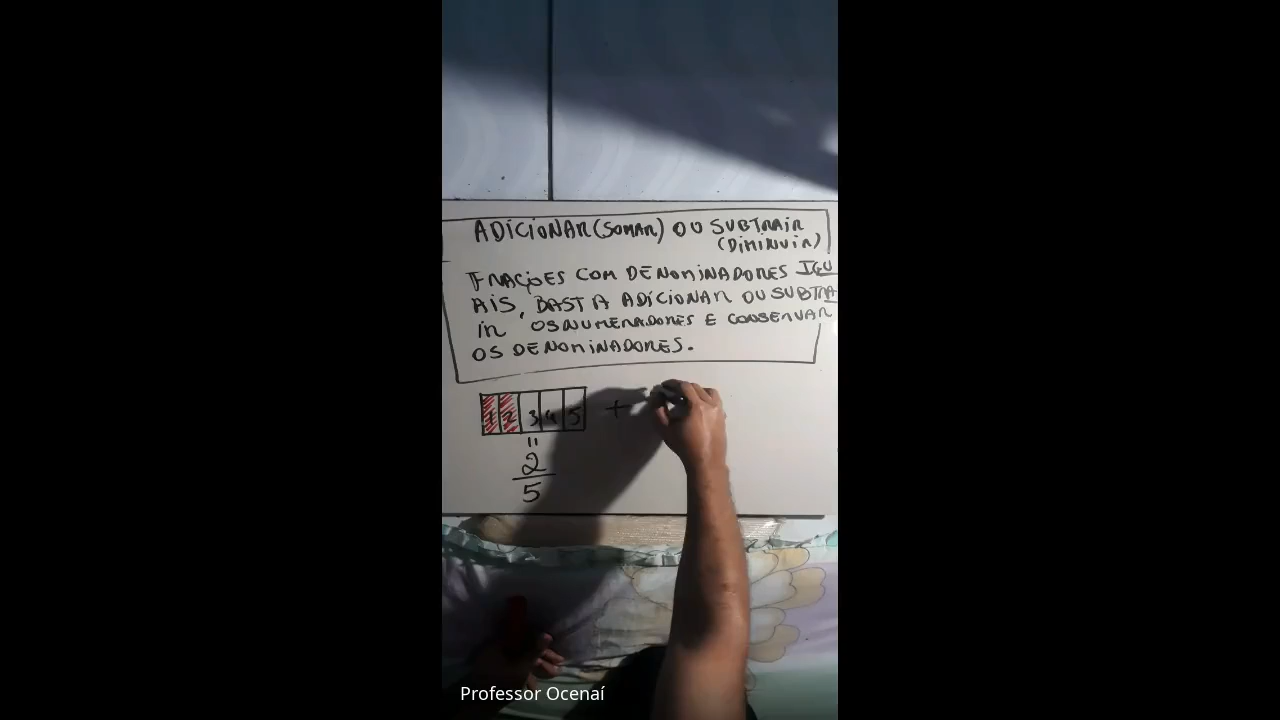 ADICIONAR (SOMAR) OU SUBTRAIR
(DIMINUIR)
FRAÇÕES COM DENOMINADORES IGU
AIS, BASTA ADICIONAR OU SUBTRA
IR OS NUMERADORES E CONSERVAR
OS DENOMINADORES.
1 2 3 4 5 +
=
2
5
Professor Ocenaí